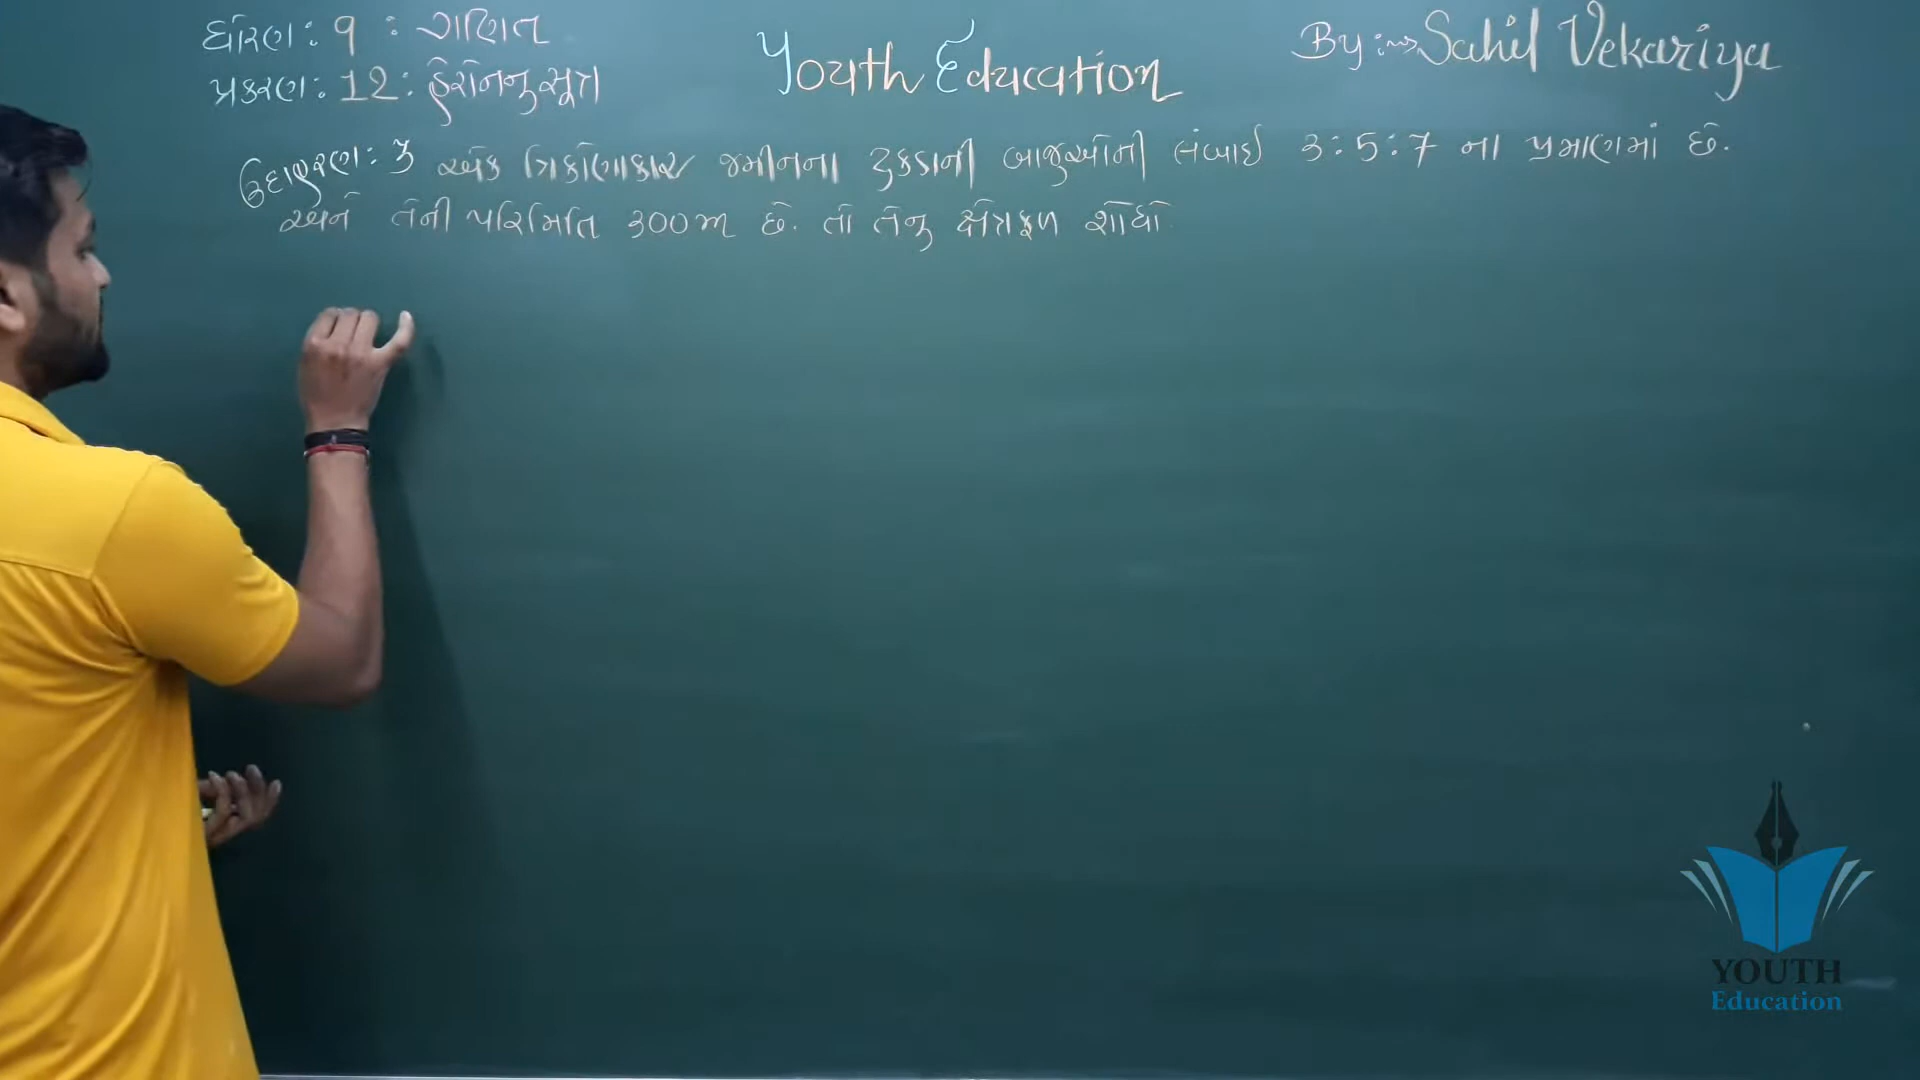 ધોરણ : 9 : ગણિત
પ્રકરણ : 12 : હેરોનનુ સૂત્ર
Youth Education
By :⇝ Sahil Vekariya
ઉદાહરણ : 3 એક ત્રિકોણાકાર જમીનના ટુકડાની બાજુઓની લંબાઈ 3 : 5 : 7 ના પ્રમાણમાં છે.
અને તેની પરિમિતિ 300 m છે. તો તેનુ ક્ષેત્રફળ શોધો
YOUTH
Education